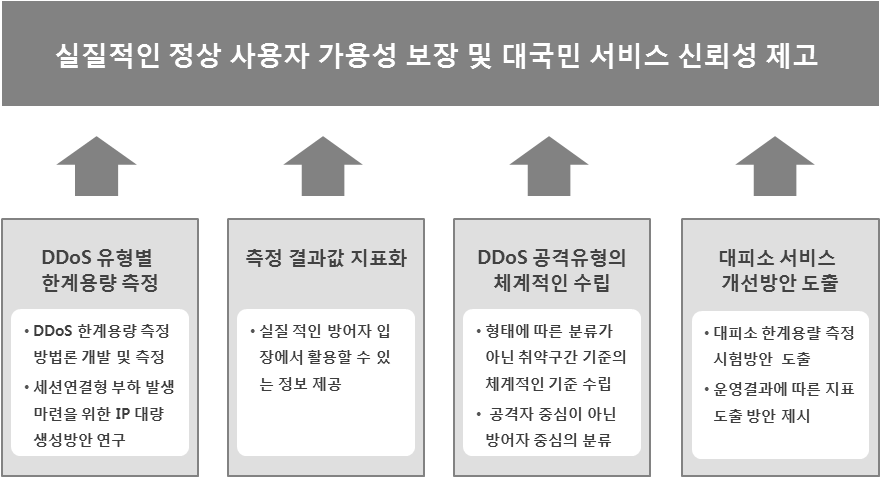 실질적인 정상 사용자 가용성 보장 및 대국민 서비스 신뢰성 제고
DDoS 유형별
한계용량 측정
• DDoS 한계용량 측정
방법론 개발 및 측정
• 세션연결형 부하 발생
마련을 위한 IP 대량
생성방안 연구
측정 결과값 지표화
• 실질 적인 방어자 입
장에서 활용할 수 있
는 정보 제공
DDoS 공격유형의
체계적인 수립
• 형태에 따른 분류가
아닌 취약구간 기준의
체계적인 기준 수립
• 공격자 중심이 아닌
방어자 중심의 분류
대피소 서비스
개선방안 도출
• 대피소 한계용랼 측정
시험방안 도출
• 운영결과에 따른 지표
도출 방안 제시